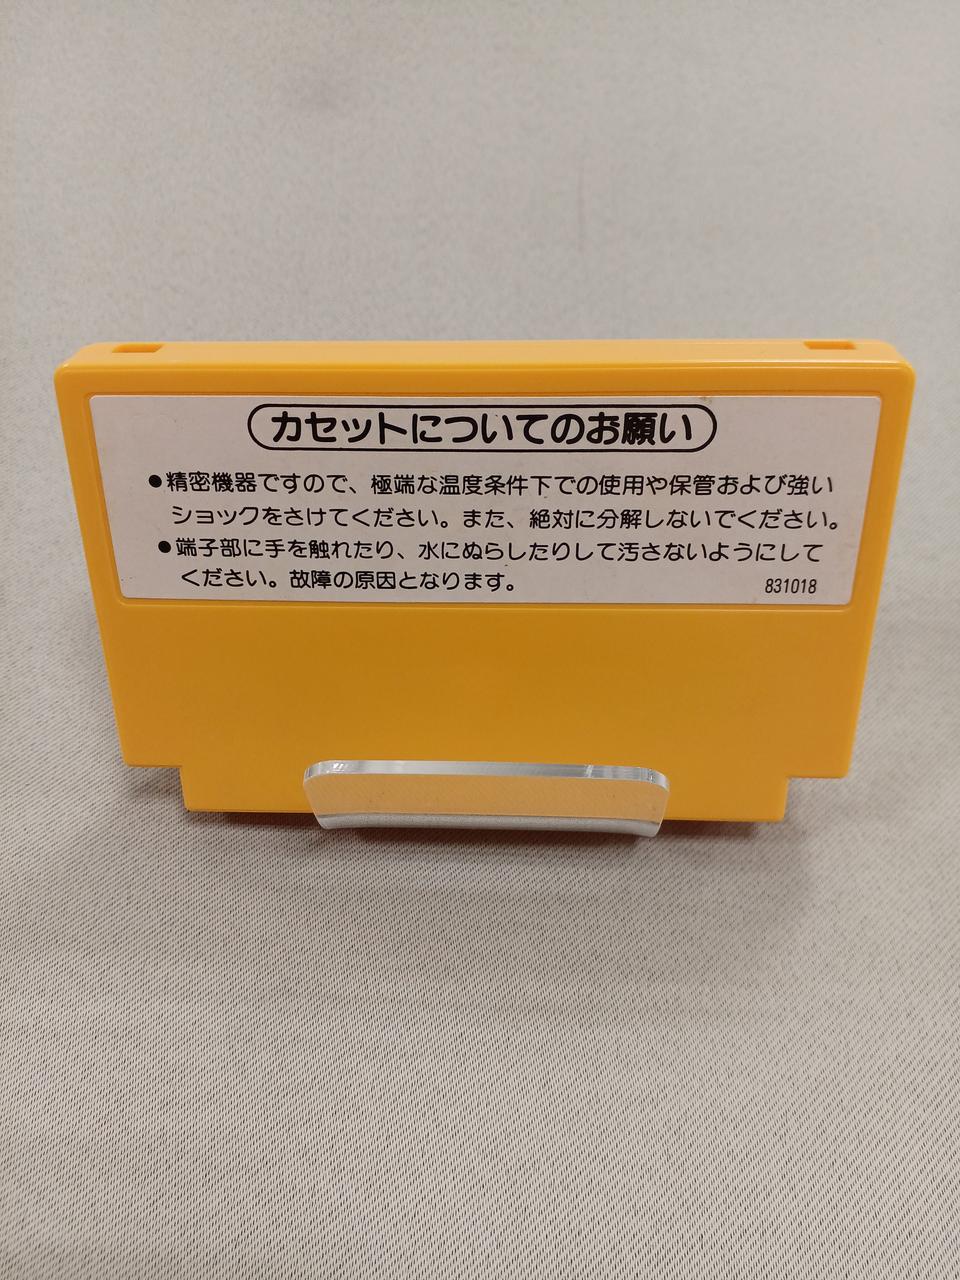 カセットについてのお願い
●精密機器ですので、極端な温度条件下での使用や保管および強い
ショックをさけてください。また、絶対に分解しないでください。
●端子部に手を触れたり、水にぬらしたりして汚さないようにして
ください。故障の原因となります。
831018